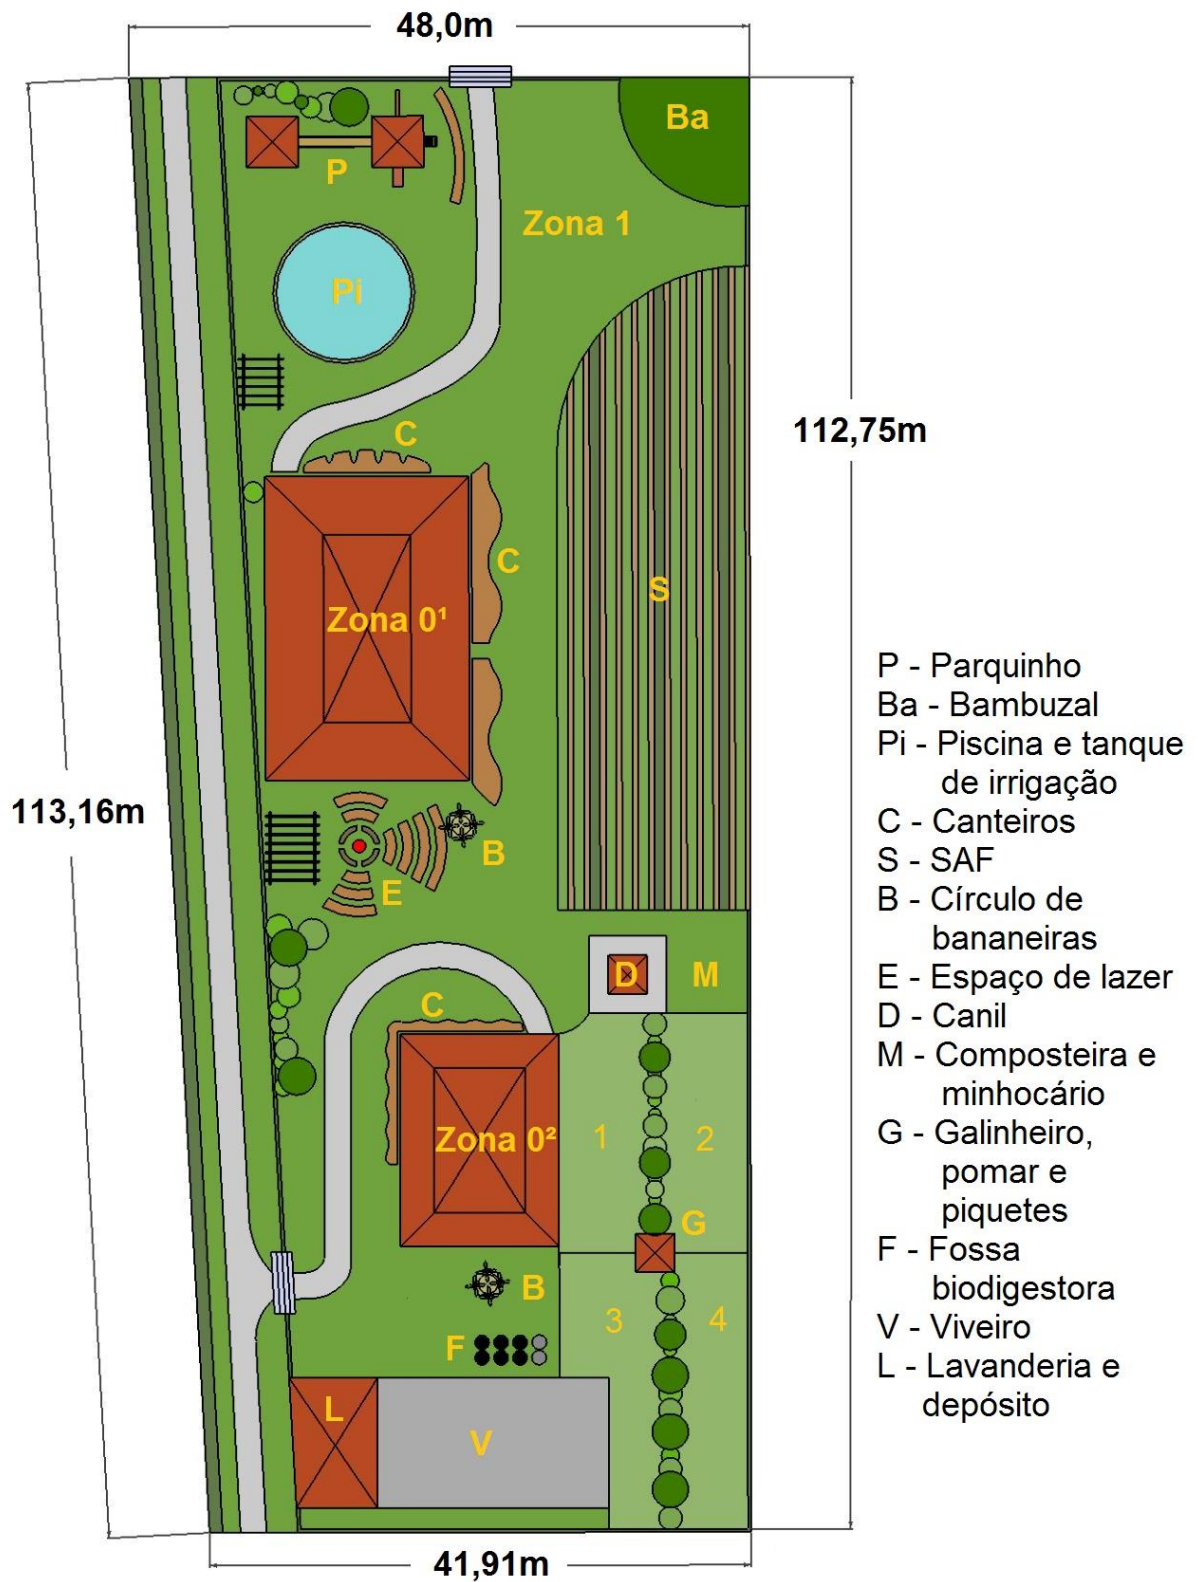 48,0m
Ba
P
Zona 1
Pi
112,75m
C
C
Zona 0¹
S
113,16m
B
E
D
M
C
1
2
Zona 0²
G
B
3
4
F
L
V
41,91m
P - Parquinho
Ba - Bambuzal
Pi - Piscina e tanque
de irrigação
C - Canteiros
S - SAF
B - Círculo de
bananeiras
E - Espaço de lazer
D - Canil
M - Composteira e
minhocário
G - Galinheiro,
pomar e
piquetes
F - Fossa
biodigestora
V - Viveiro
L - Lavanderia e
depósito